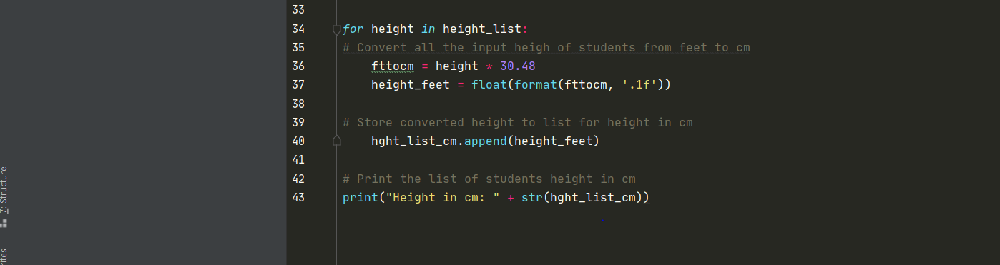 33
34 for height in height_list:
35 # Convert all the input heigh of students from feet to cm
36 fttocm = height * 30.48
37 height_feet = float(format(fttocm, '.1f'))
38
39 # Store converted height to list for height in cm
40 hght_list_cm.append(height_feet)
41
42 # Print the list of students height in cm
43 print("Height in cm: " + str(hght_list_cm))
7: Structure